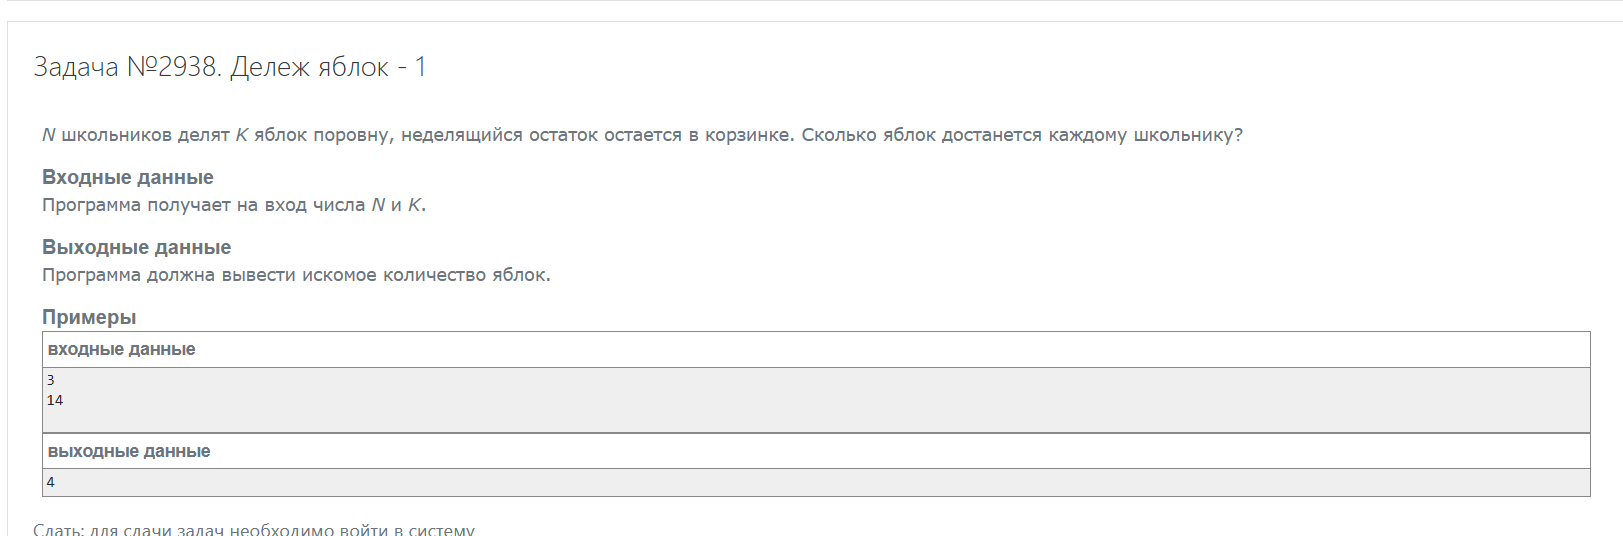 Задача №2938. Дележ яблок - 1
N школьников делят K яблок поровну, неделящийся остаток остается в корзинке. Сколько яблок достанется каждому школьнику?
Входные данные
Программа получает на вход числа N и K.
Выходные данные
Программа должна вывести искомое количество яблок.
Примеры
входные данные
3
14
выходные данные
4
Сдать: для сдачи задач необходимо войти в систему